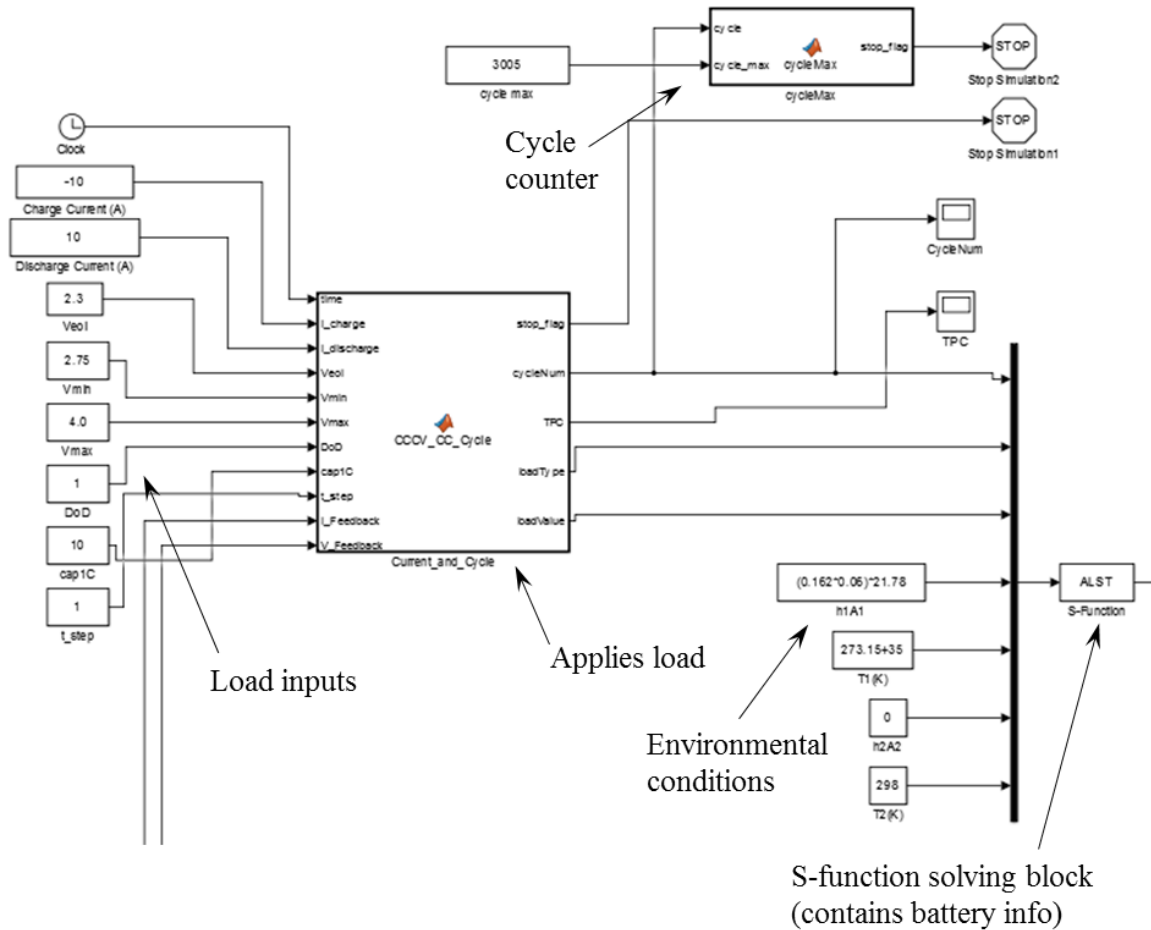 cycle
cycle_max
cycleMax
stop_flag
cycleMax
3005
cycle max
STOP
Stop Simulation2
STOP
Stop Simulation1
Cycle
counter
Clock
-10
Charge Current (A)
10
Discharge Current (A)
2.3
Veol
2.75
Vmin
4.0
Vmax
1
DoD
10
cap1C
1
t_step
time
I_charge
I_discharge
Veol
Vmin
Vmax
DoD
cap1C
t_step
I_Feedback
V_Feedback
CCCV_CC_Cycle
stop_flag
cycleNum
TPC
loadType
loadValue
Current_and_Cycle
CycleNum
TPC
Load inputs
Applies load
(0.162*0.06)*21.78
h1A1
273.15+35
T1(K)
0
h2A2
298
T2(K)
Environmental
conditions
ALST
S-Function
S-function solving block
(contains battery info)